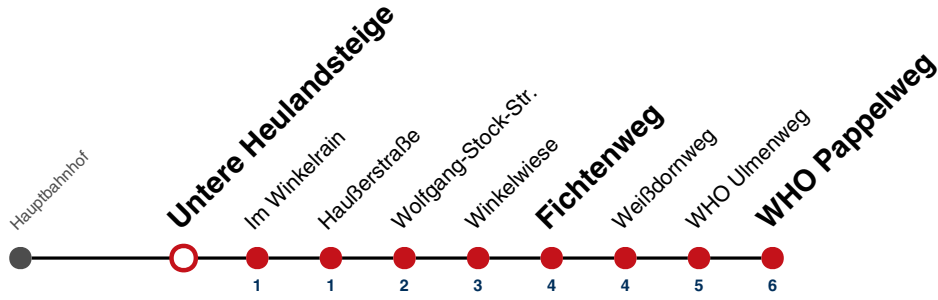 Hauptbahnhof
Untere Heulandsteige
Im Winkelrain
Haußerstraße
Wolfgang-Stock-Str.
Winkelwiese
Fichtenweg
Weißdornweg
WHO Ulmenweg
WHO Pappelweg
1 1 2 3 4 4 5 6